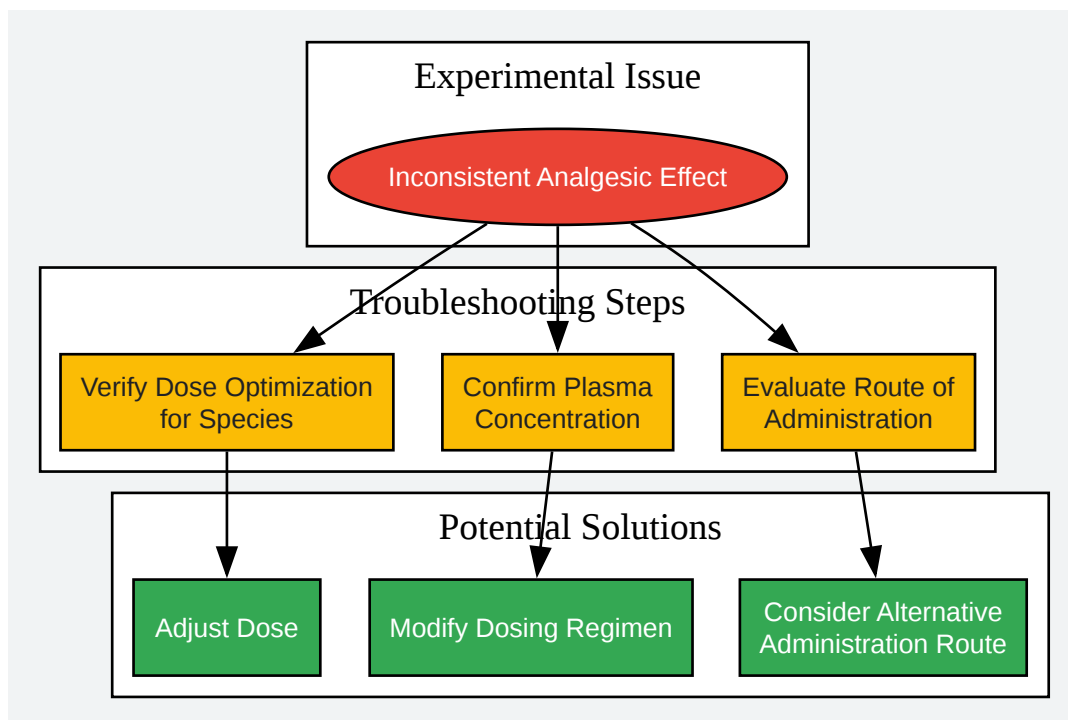 Experimental Issue
Inconsistent Analgesic Effect
Troubleshooting Steps
Verify Dose Optimization
for Species
Confirm Plasma
Concentration
Evaluate Route of
Administration
Potential Solutions
Adjust Dose
Modify Dosing Regimen
Consider Alternative
Administration Route